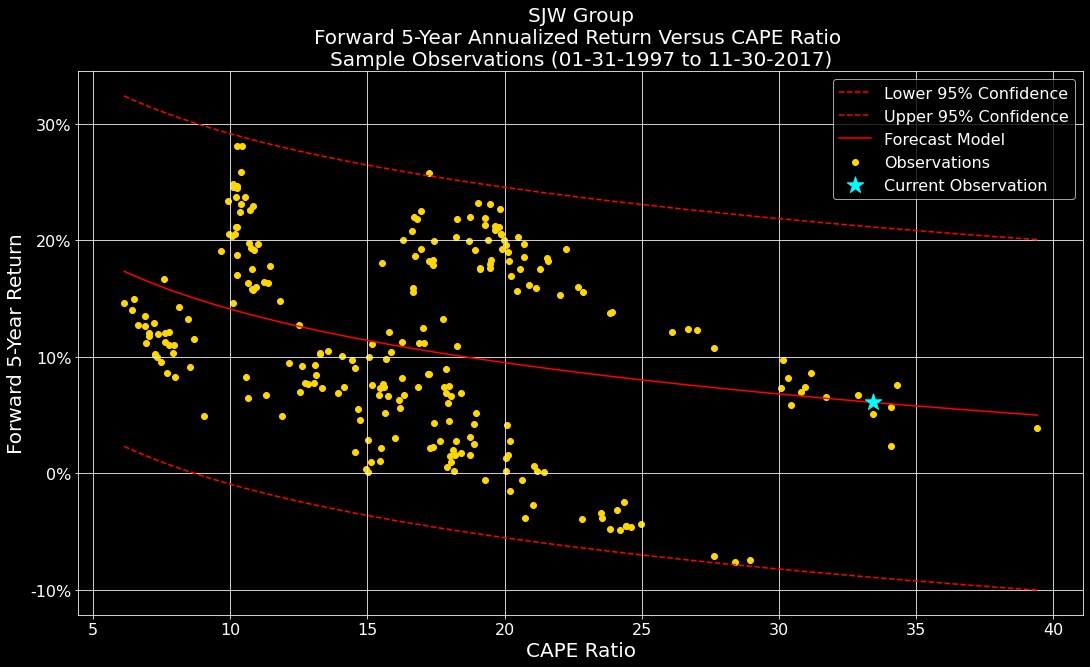 SJW Group
Forward 5-Year Annualized Return Versus CAPE Ratio
Sample Observations (01-31-1997 to 11-30-2017)
Lower 95% Confidence
Upper 95% Confidence
Forecast Model
Observations
Current Observation
Forward 5-Year Return
30%
20%
10%
0%
-10%
5 10 15 20 25 30 35 40
CAPE Ratio